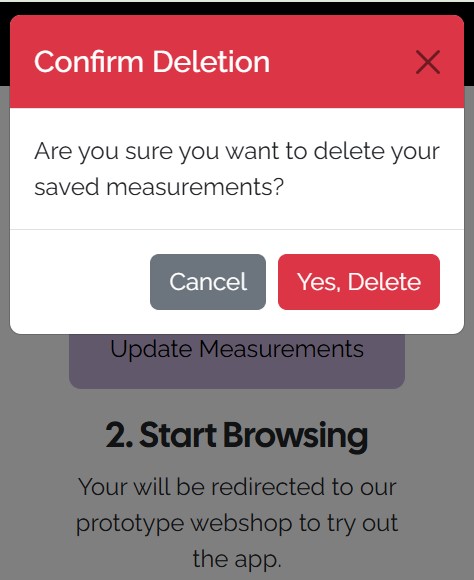 Confirm Deletion
Are you sure you want to delete your
saved measurements?
Cancel
Yes, Delete
Update Measurements
2. Start Browsing
Your will be redirected to our
prototype webshop to try out
the app.